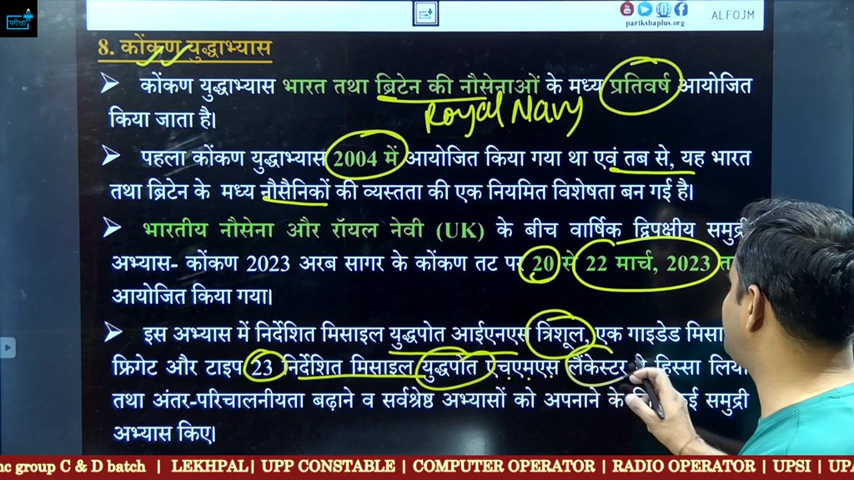 परीक्षा
parikshaplus.org
ALFOJM
8. कोंकण युद्धाभ्यास
➢ कोंकण युद्धाभ्यास भारत तथा ब्रिटेन की नौसेनाओं के मध्य प्रतिवर्ष आयोजित
किया जाता है।
Royal Navy
➢ पहला कोंकण युद्धाभ्यास 2004 में आयोजित किया गया था एवं तब से, यह भारत
तथा ब्रिटेन के मध्य नौसैनिकों की व्यस्तता की एक नियमित विशेषता बन गई है।
➢ भारतीय नौसेना और रॉयल नेवी (UK) के बीच वार्षिक द्विपक्षीय समुद्री
अभ्यास- कोंकण 2023 अरब सागर के कोंकण तट पर 20 से 22 मार्च, 2023
आयोजित किया गया।
➢ इस अभ्यास में निर्देशित मिसाइल युद्धपोत आईएनएस त्रिशूल, एक गाइडेड
फ्रिगेट और टाइप 23 निर्देशित मिसाइल युद्धपोत एचएमएस लैंकेस्टर हिस्सा लिया
तथा अंतर-परिचालनीयता बढ़ाने व सर्वश्रेष्ठ अभ्यासों को अपनाने के समुद्री
अभ्यास किए।
group C & D batch | LEKHPAL| UPP CONSTABLE | COMPUTER OPERATOR | RADIO OPERATOR | UPSI |